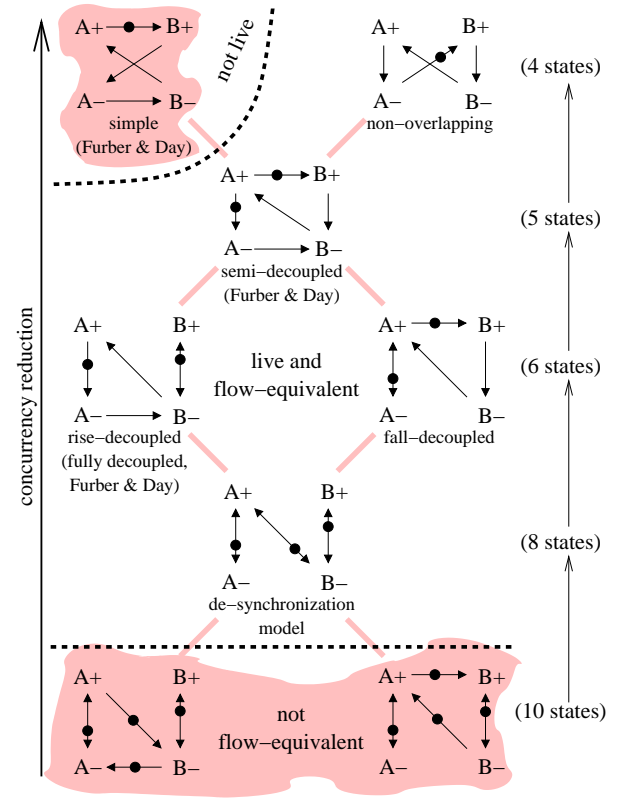 A+ B+
A− B−
simple
(Furber & Day)
not live
A+ B+
A− B−
non−overlapping
(4 states)
A+ B+
A− B−
semi−decoupled
(Furber & Day)
(5 states)
A+ B+
A− B−
rise−decoupled
(fully decoupled,
Furber & Day)
live and
flow−equivalent
A+ B+
A− B−
fall−decoupled
(6 states)
concurrency reduction
A+ B+
A− B−
de−synchronization
model
(8 states)
A+ B+
A− B−
not
flow−equivalent
A+ B+
A− B−
(10 states)